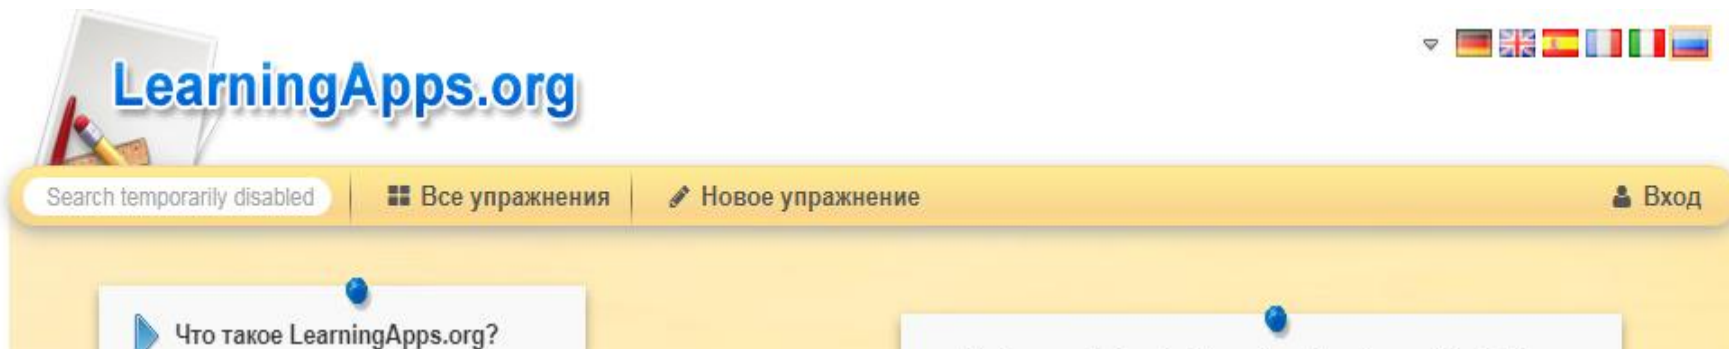 LearningApps.org
Search temporarily disabled
Все упражнения
Новое упражнение
Вход
Что такое LearningApps.org?